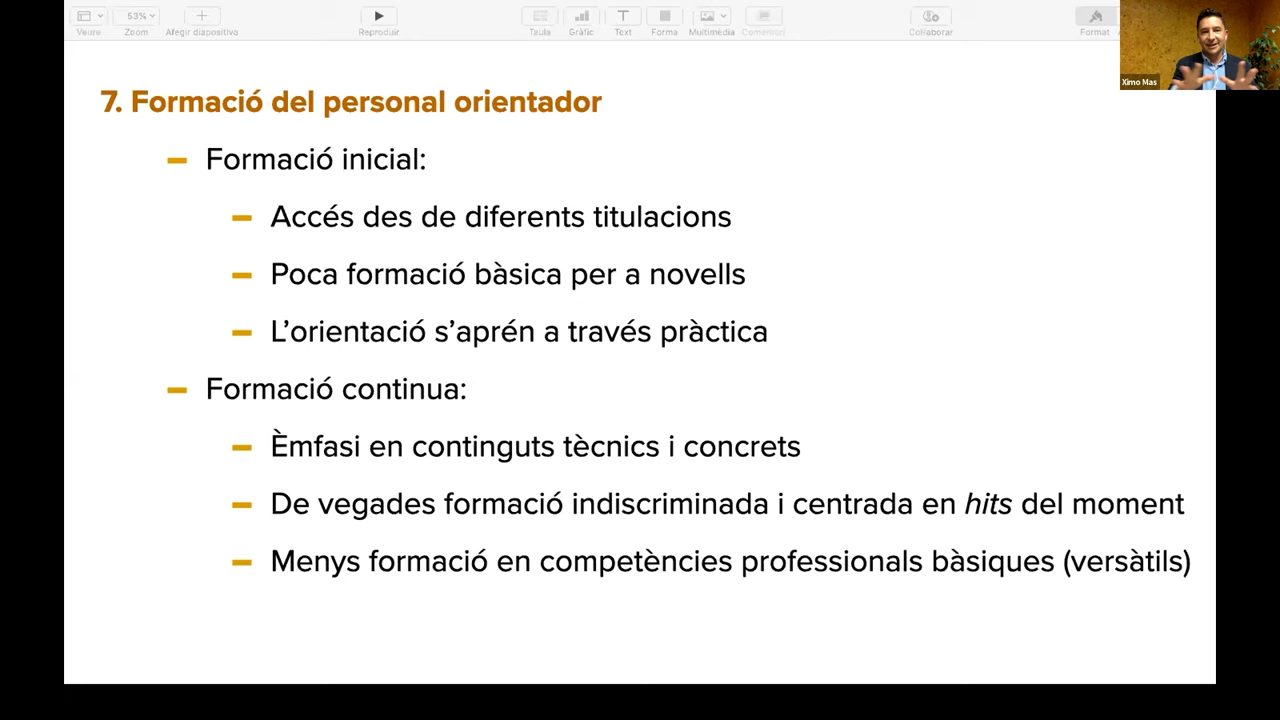 53%
Veure
Zoom
Afegir diapositiva
Reproduir
Taula
Gràfic
Text
Forma
Multimèdia
Comentari
Col·laborar
Format
Ximo Mas
7. Formació del personal orientador
Formació inicial:
Accés des de diferents titulacions
Poca formació bàsica per a novells
L’orientació s’aprén a través pràctica
Formació continua:
Èmfasi en continguts tècnics i concrets
De vegades formació indiscriminada i centrada en hits del moment
Menys formació en competències professionals bàsiques (versàtils)